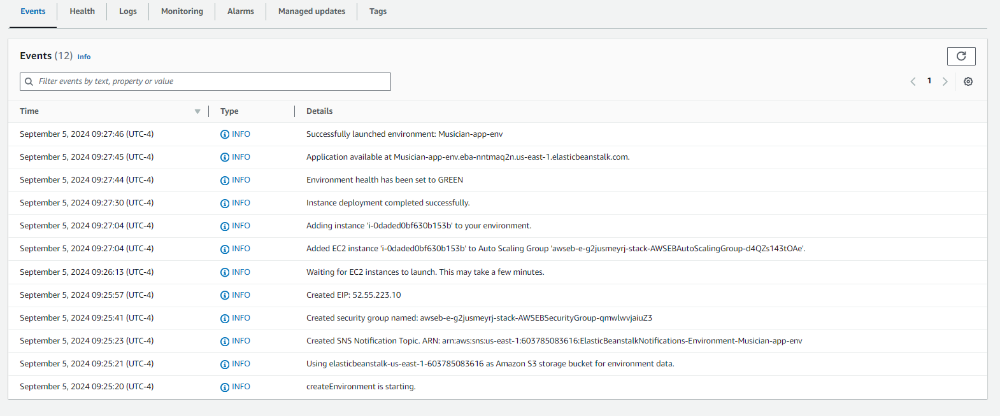 Events Health Logs Monitoring Alarms Managed updates Tags
Events (12) Info
Filter events by text, property or value
1
Time Type Details
September 5, 2024 09:27:46 (UTC-4) INFO Successfully launched environment: Musician-app-env
September 5, 2024 09:27:45 (UTC-4) INFO Application available at Musician-app-env.eba-nntmaq2n.us-east-1.elasticbeanstalk.com.
September 5, 2024 09:27:44 (UTC-4) INFO Environment health has been set to GREEN
September 5, 2024 09:27:30 (UTC-4) INFO Instance deployment completed successfully.
September 5, 2024 09:27:04 (UTC-4) INFO Adding instance 'i-0daded0bf630b153b' to your environment.
September 5, 2024 09:27:04 (UTC-4) INFO Added EC2 instance 'i-0daded0bf630b153b' to Auto Scaling Group 'awseb-e-g2jusmeyrj-stack-AWSEBAutoScalingGroup-d4QZs143tOAe'.
September 5, 2024 09:26:13 (UTC-4) INFO Waiting for EC2 instances to launch. This may take a few minutes.
September 5, 2024 09:25:57 (UTC-4) INFO Created EIP: 52.55.223.10
September 5, 2024 09:25:41 (UTC-4) INFO Created security group named: awseb-e-g2jusmeyrj-stack-AWSEBSecurityGroup-qmwlwvjaiuZ3
September 5, 2024 09:25:23 (UTC-4) INFO Created SNS Notification Topic. ARN: arn:aws:sns:us-east-1:603785083616:ElasticBeanstalkNotifications-Environment-Musician-app-env
September 5, 2024 09:25:21 (UTC-4) INFO Using elasticbeanstalk-us-east-1-603785083616 as Amazon S3 storage bucket for environment data.
September 5, 2024 09:25:20 (UTC-4) INFO createEnvironment is starting.